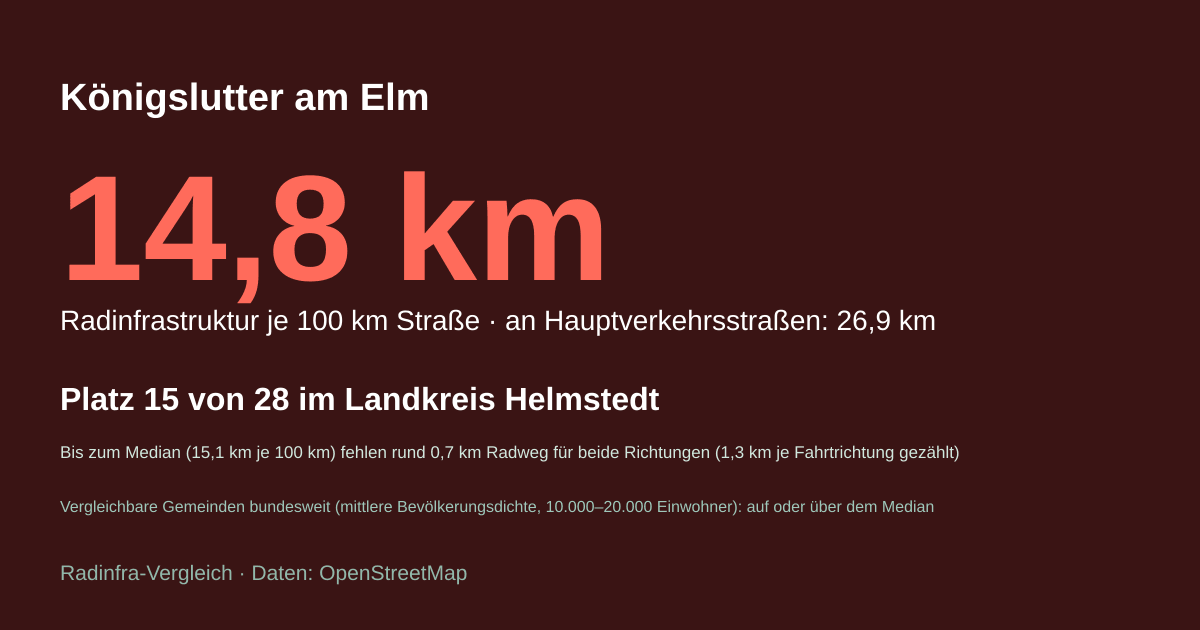 Königslutter am Elm
14,8 km
Radinfrastruktur je 100 km Straße · an Hauptverkehrsstraßen: 26,9 km
Platz 15 von 28 im Landkreis Helmstedt
Bis zum Median (15,1 km je 100 km) fehlen rund 0,7 km Radweg für beide Richtungen (1,3 km je Fahrtrichtung gezählt)
Vergleichbare Gemeinden bundesweit (mittlere Bevölkerungsdichte, 10.000–20.000 Einwohner): auf oder über dem Median
Radinfra-Vergleich · Daten: OpenStreetMap